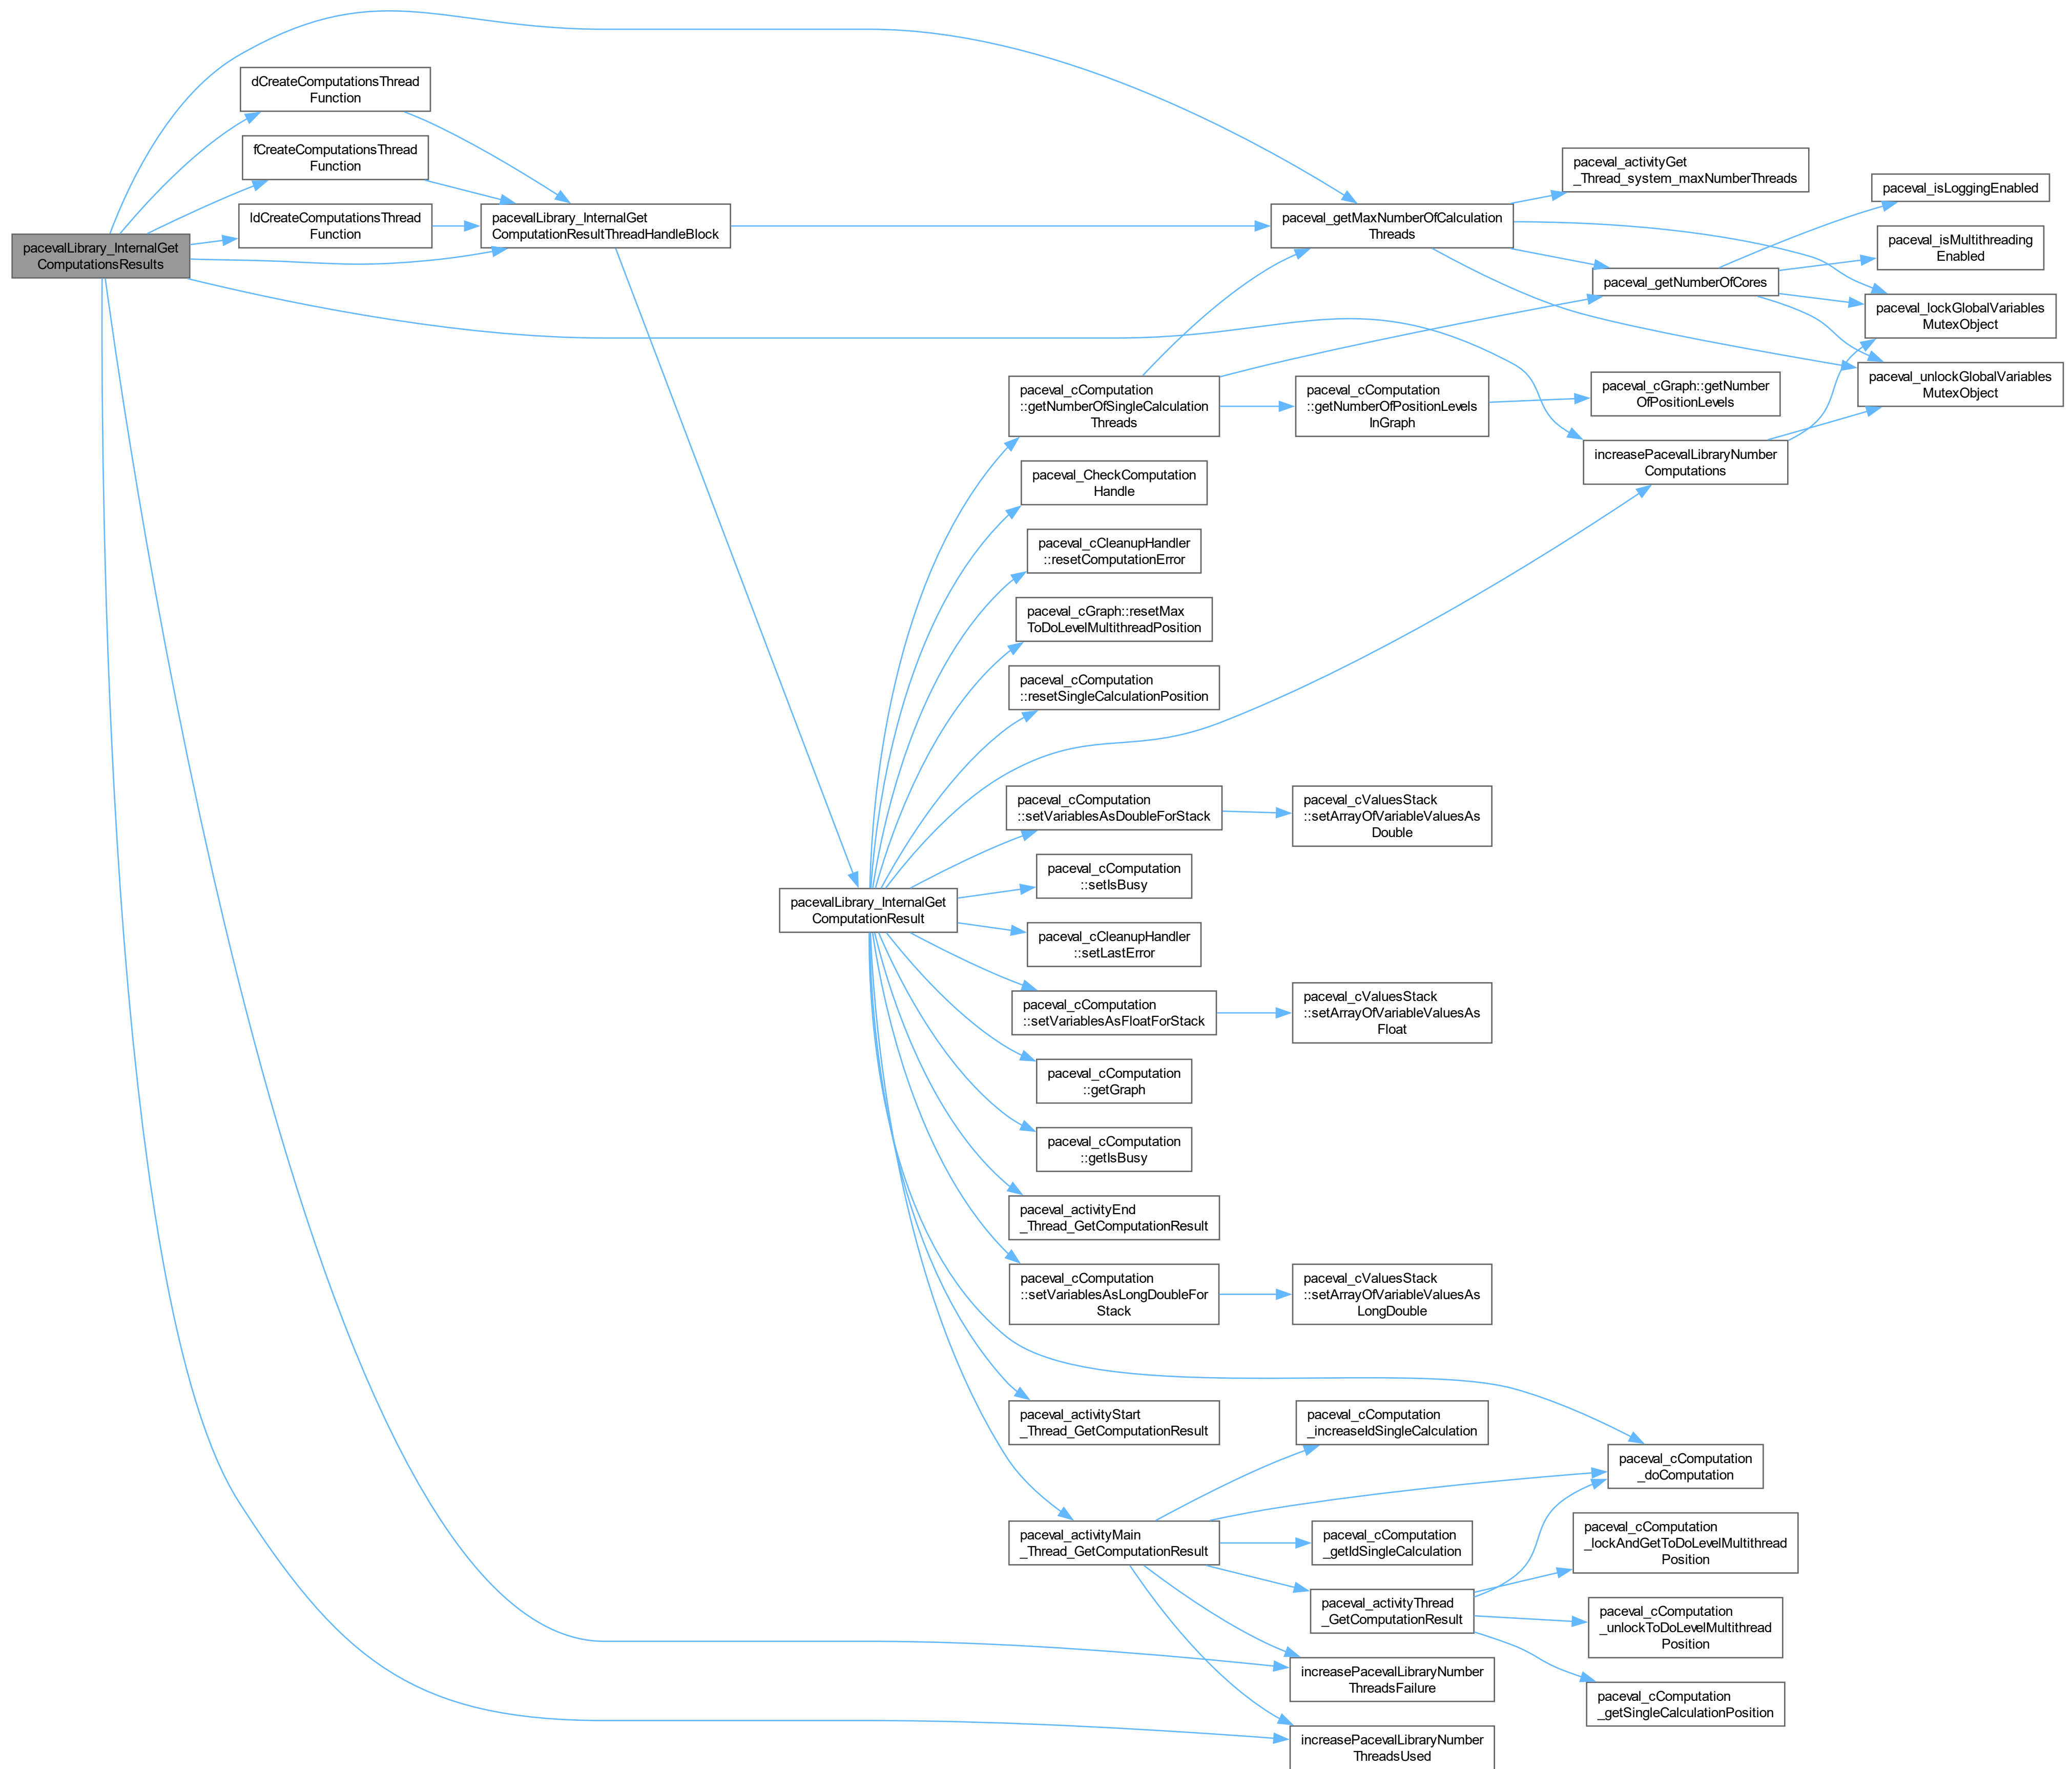 pacevalLibrary_InternalGet
ComputationsResults
dCreateComputationsThread
Function
fCreateComputationsThread
Function
ldCreateComputationsThread
Function
pacevalLibrary_InternalGet
ComputationResultThreadHandleBlock
pacevalLibrary_InternalGet
ComputationResult
paceval_cComputation
::getNumberOfSingleCalculation
Threads
paceval_CheckComputation
Handle
paceval_cCleanupHandler
::resetComputationError
paceval_cGraph::resetMax
ToDoLevelMultithreadPosition
paceval_cComputation
::resetSingleCalculationPosition
paceval_cComputation
::setVariablesAsDoubleForStack
paceval_cComputation
::setIsBusy
paceval_cCleanupHandler
::setLastError
paceval_cComputation
::setVariablesAsFloatForStack
paceval_cComputation
::getGraph
paceval_cComputation
::getIsBusy
paceval_activityEnd
_Thread_GetComputationResult
paceval_cComputation
::setVariablesAsLongDoubleFor
Stack
paceval_activityStart
_Thread_GetComputationResult
paceval_activityMain
_Thread_GetComputationResult
paceval_getMaxNumberOfCalculation
Threads
paceval_cComputation
::getNumberOfPositionLevels
InGraph
paceval_cValuesStack
::setArrayOfVariableValuesAs
Double
paceval_cValuesStack
::setArrayOfVariableValuesAs
Float
paceval_cValuesStack
::setArrayOfVariableValuesAs
LongDouble
paceval_cComputation
_increaseIdSingleCalculation
paceval_cComputation
_getIdSingleCalculation
paceval_activityThread
_GetComputationResult
increasePacevalLibraryNumber
ThreadsFailure
increasePacevalLibraryNumber
ThreadsUsed
paceval_activityGet
_Thread_system_maxNumberThreads
paceval_getNumberOfCores
paceval_cGraph::getNumber
OfPositionLevels
increasePacevalLibraryNumber
Computations
paceval_cComputation
_doComputation
paceval_cComputation
_lockAndGetToDoLevelMultithread
Position
paceval_cComputation
_unlockToDoLevelMultithread
Position
paceval_cComputation
_getSingleCalculationPosition
paceval_isLoggingEnabled
paceval_isMultithreading
Enabled
paceval_lockGlobalVariables
MutexObject
paceval_unlockGlobalVariables
MutexObject